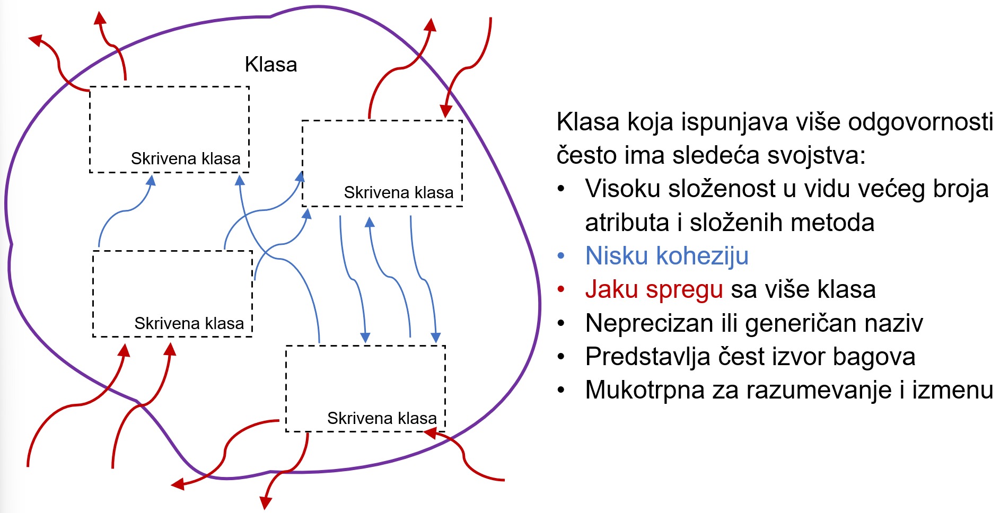 Klasa
Skrivena klasa
Skrivena klasa
Skrivena klasa
Skrivena klasa
Klasa koja ispunjava više odgovornosti
često ima sledeća svojstva:
• Visoku složenost u vidu većeg broja
atributa i složenih metoda
• Nisku koheziju
• Jaku spregu sa više klasa
• Neprecizan ili generičan naziv
• Predstavlja čest izvor bagova
• Mukotrpna za razumevanje i izmenu